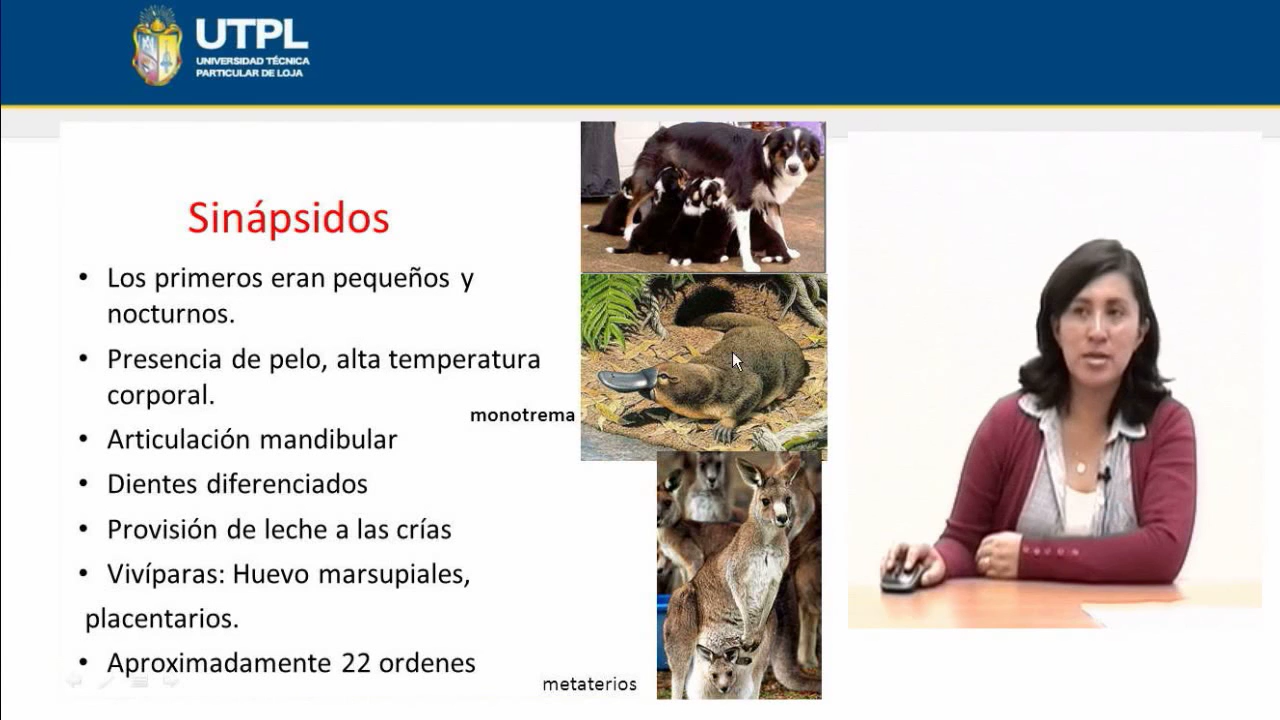 UTPL
UNIVERSIDAD TÉCNICA
PARTICULAR DE LOJA
Sinápsidos
• Los primeros eran pequeños y
nocturnos.
• Presencia de pelo, alta temperatura
corporal.
monotrema
• Articulación mandibular
• Dientes diferenciados
• Provisión de leche a las crías
• Vivíparas: Huevo marsupiales,
placentarios.
• Aproximadamente 22 ordenes
metaterios